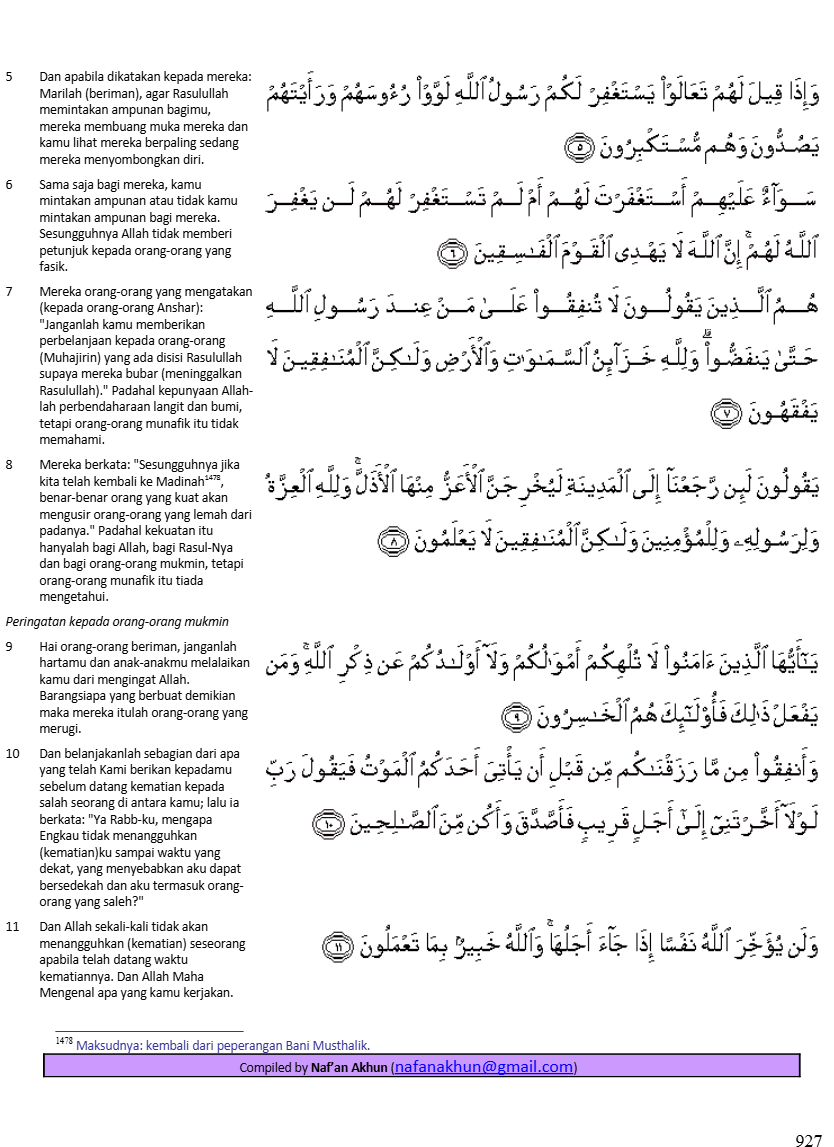 5 Dan apabila dikatakan kepada mereka:
Marilah (beriman), agar Rasulullah
memintakan ampunan bagimu,
mereka membuang muka mereka dan
kamu lihat mereka berpaling sedang
mereka menyombongkan diri.
وَإِذَا قِيلَ لَهُمْ تَعَالَوْا۟ يَسْتَغْفِرْ لَكُمْ رَسُولُ ٱللَّهِ لَوَّوْا۟ رُءُوسَهُمْ وَرَأَيْتَهُمْ
يَصُدُّونَ وَهُم مُّسْتَكْبِرُونَ ٥
6 Sama saja bagi mereka, kamu
mintakan ampunan atau tidak kamu
mintakan ampunan bagi mereka.
Sesungguhnya Allah tidak memberi
petunjuk kepada orang-orang yang
fasik.
سَوَآءٌ عَلَيْهِمْ أَسْتَغْفَرْتَ لَهُمْ أَمْ لَمْ تَسْتَغْفِرْ لَهُمْ لَن يَغْفِرَ
ٱللَّهُ لَهُمْ ۚ إِنَّ ٱللَّهَ لَا يَهْدِى ٱلْقَوْمَ ٱلْفَـٰسِقِينَ ٦
7 Mereka orang-orang yang mengatakan
(kepada orang-orang Anshar):
"Janganlah kamu memberikan
perbelanjaan kepada orang-orang
(Muhajirin) yang ada disisi Rasulullah
supaya mereka bubar (meninggalkan
Rasulullah)." Padahal kepunyaan Allah-
lah perbendaharaan langit dan bumi,
tetapi orang-orang munafik itu tidak
memahami.
هُمُ ٱلَّذِينَ يَقُولُونَ لَا تُنفِقُوا۟ عَلَىٰ مَنْ عِندَ رَسُولِ ٱللَّهِ
حَتَّىٰ يَنفَضُّوا۟ ۗ وَلِلَّهِ خَزَآئِنُ ٱلسَّمَـٰوَٰتِ وَٱلْأَرْضِ وَلَـٰكِنَّ ٱلْمُنَـٰفِقِينَ لَا
يَفْقَهُونَ ٧
8 Mereka berkata: "Sesungguhnya jika
kita telah kembali ke Madinah1478,
benar-benar orang yang kuat akan
mengusir orang-orang yang lemah dari
padanya." Padahal kekuatan itu
hanyalah bagi Allah, bagi Rasul-Nya
dan bagi orang-orang mukmin, tetapi
orang-orang munafik itu tiada
mengetahui.
يَقُولُونَ لَئِن رَّجَعْنَآ إِلَى ٱلْمَدِينَةِ لَيُخْرِجَنَّ ٱلْأَعَزُّ مِنْهَا ٱلْأَذَلَّ ۚ وَلِلَّهِ ٱلْعِزَّةُ
وَلِرَسُولِهِۦ وَلِلْمُؤْمِنِينَ وَلَـٰكِنَّ ٱلْمُنَـٰفِقِينَ لَا يَعْلَمُونَ ٨
Peringatan kepada orang-orang mukmin
9 Hai orang-orang beriman, janganlah
hartamu dan anak-anakmu melalaikan
kamu dari mengingat Allah.
Barangsiapa yang berbuat demikian
maka mereka itulah orang-orang yang
merugi.
يَـٰٓأَيُّهَا ٱلَّذِينَ ءَامَنُوا۟ لَا تُلْهِكُمْ أَمْوَٰلُكُمْ وَلَآ أَوْلَـٰدُكُمْ عَن ذِكْرِ ٱللَّهِ ۚ وَمَن
يَفْعَلْ ذَٰلِكَ فَأُو۟لَـٰٓئِكَ هُمُ ٱلْخَـٰسِرُونَ ٩
10 Dan belanjakanlah sebagian dari apa
yang telah Kami berikan kepadamu
sebelum datang kematian kepada
salah seorang di antara kamu; lalu ia
berkata: "Ya Rabb-ku, mengapa
Engkau tidak menangguhkan
(kematian)ku sampai waktu yang
dekat, yang menyebabkan aku dapat
bersedekah dan aku termasuk orang-
orang yang saleh?"
وَأَنفِقُوا۟ مِن مَّا رَزَقْنَـٰكُم مِّن قَبْلِ أَن يَأْتِىَ أَحَدَكُمُ ٱلْمَوْتُ فَيَقُولَ رَبِّ
لَوْلَآ أَخَّرْتَنِىٓ إِلَىٰٓ أَجَلٍ قَرِيبٍ فَأَصَّدَّقَ وَأَكُن مِّنَ ٱلصَّـٰلِحِينَ ١٠
11 Dan Allah sekali-kali tidak akan
menangguhkan (kematian) seseorang
apabila telah datang waktu
kematiannya. Dan Allah Maha
Mengenal apa yang kamu kerjakan.
وَلَن يُؤَخِّرَ ٱللَّهُ نَفْسًا إِذَا جَآءَ أَجَلُهَا ۚ وَٱللَّهُ خَبِيرٌۢ بِمَا تَعْمَلُونَ ١١
1478 Maksudnya: kembali dari peperangan Bani Musthalik.
Compiled by Naf'an Akhun (nafanakhun@gmail.com)
927